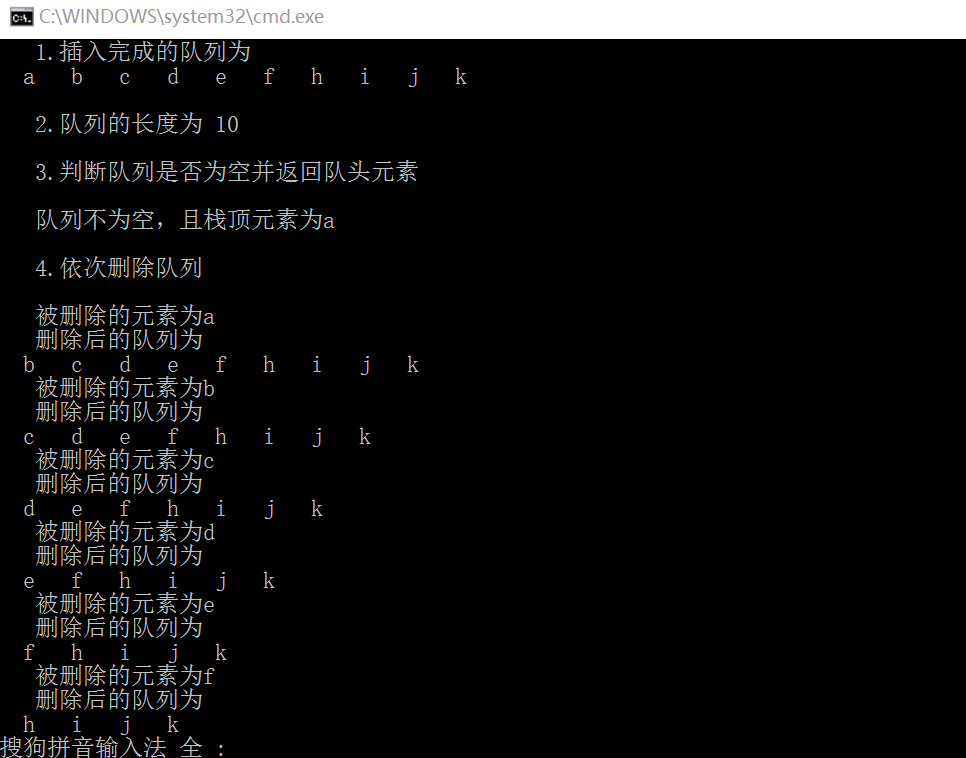 C:\WINDOWS\system32\cmd.exe
1.插入完成的队列为
a b c d e f h i j k
2.队列的长度为 10
3.判断队列是否为空并返回队头元素
队列不为空，且栈顶元素为a
4.依次删除队列
被删除的元素为a
删除后的队列为
b c d e f h i j k
被删除的元素为b
删除后的队列为
c d e f h i j k
被删除的元素为c
删除后的队列为
d e f h i j k
被删除的元素为d
删除后的队列为
e f h i j k
被删除的元素为e
删除后的队列为
f h i j k
被删除的元素为f
删除后的队列为
h i j k
搜狗拼音输入法 全 :